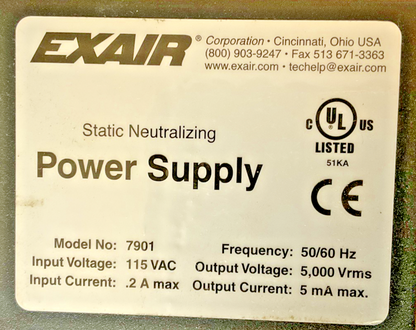 EXAIR® Corporation • Cincinnati, Ohio USA
(800) 903-9247 • Fax 513 671-3363
www.exair.com • techelp@exair.com
Static Neutralizing
Power Supply
C UL US
LISTED
51KA
CE
Model No: 7901
Input Voltage: 115 VAC
Input Current: .2 A max
Frequency: 50/60 Hz
Output Voltage: 5,000 Vrms
Output Current: 5 mA max.